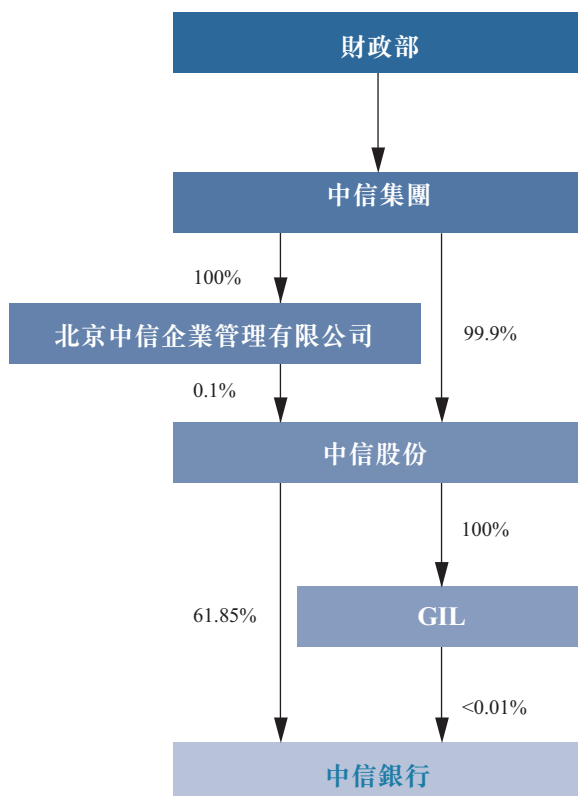 財政部
中信集團
100%
北京中信企業管理有限公司
99.9%
0.1%
中信股份
100%
61.85%
GIL
<0.01%
中信銀行